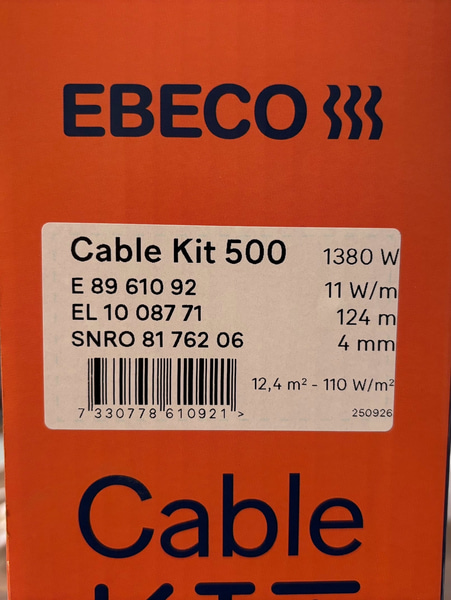 EBECO
Cable Kit 500 1380 W
E 89 610 92 11 W/m
EL 10 087 71 124 m
SNRO 81 762 06 4 mm
12,4 m² - 110 W/m²
7 330778 610921 > 250926
Cable
KIT